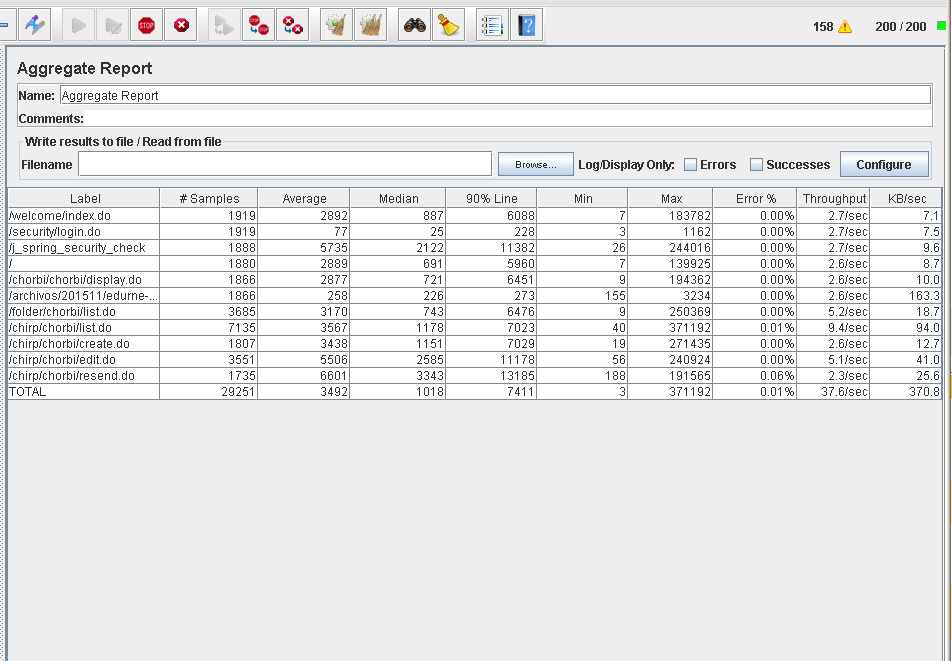 158 200 / 200
Aggregate Report
Name: Aggregate Report
Comments:
Write results to file / Read from file
Filename Browse... Log/Display Only: Errors Successes Configure
Label # Samples Average Median 90% Line Min Max Error % Throughput KB/sec
/welcome/index.do 1919 2892 887 6088 7 183782 0.00% 2.7/sec 7.1
/security/login.do 1919 77 25 228 3 1162 0.00% 2.7/sec 7.5
/j_spring_security_check 1888 5735 2122 11382 26 244016 0.00% 2.7/sec 9.6
/ 1880 2889 691 5960 7 139925 0.00% 2.6/sec 8.7
/chorbi/chorbi/display.do 1866 2877 721 6451 9 194362 0.00% 2.6/sec 10.0
/archivos/201511/edurne-... 1866 258 226 273 155 3234 0.00% 2.6/sec 163.3
/folder/chorbi/list.do 3685 3170 743 6476 9 250369 0.00% 5.2/sec 18.7
/chirp/chorbi/list.do 7135 3567 1178 7023 40 371192 0.01% 9.4/sec 94.0
/chirp/chorbi/create.do 1807 3438 1151 7029 19 271435 0.00% 2.6/sec 12.7
/chirp/chorbi/edit.do 3551 5506 2585 11178 56 240924 0.00% 5.1/sec 41.0
/chirp/chorbi/resend.do 1735 6601 3343 13185 188 191565 0.06% 2.3/sec 25.6
TOTAL 29251 3492 1018 7411 3 371192 0.01% 37.6/sec 370.8